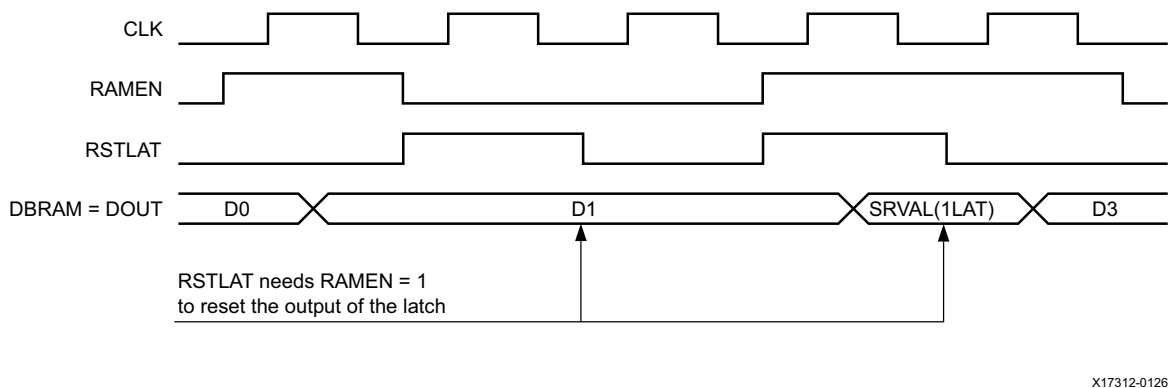 CLK
RAMEN
RSTLAT
DBRAM = DOUT D0 D1 SRVAL(1LAT) D3
RSTLAT needs RAMEN = 1
to reset the output of the latch
X17312-0126